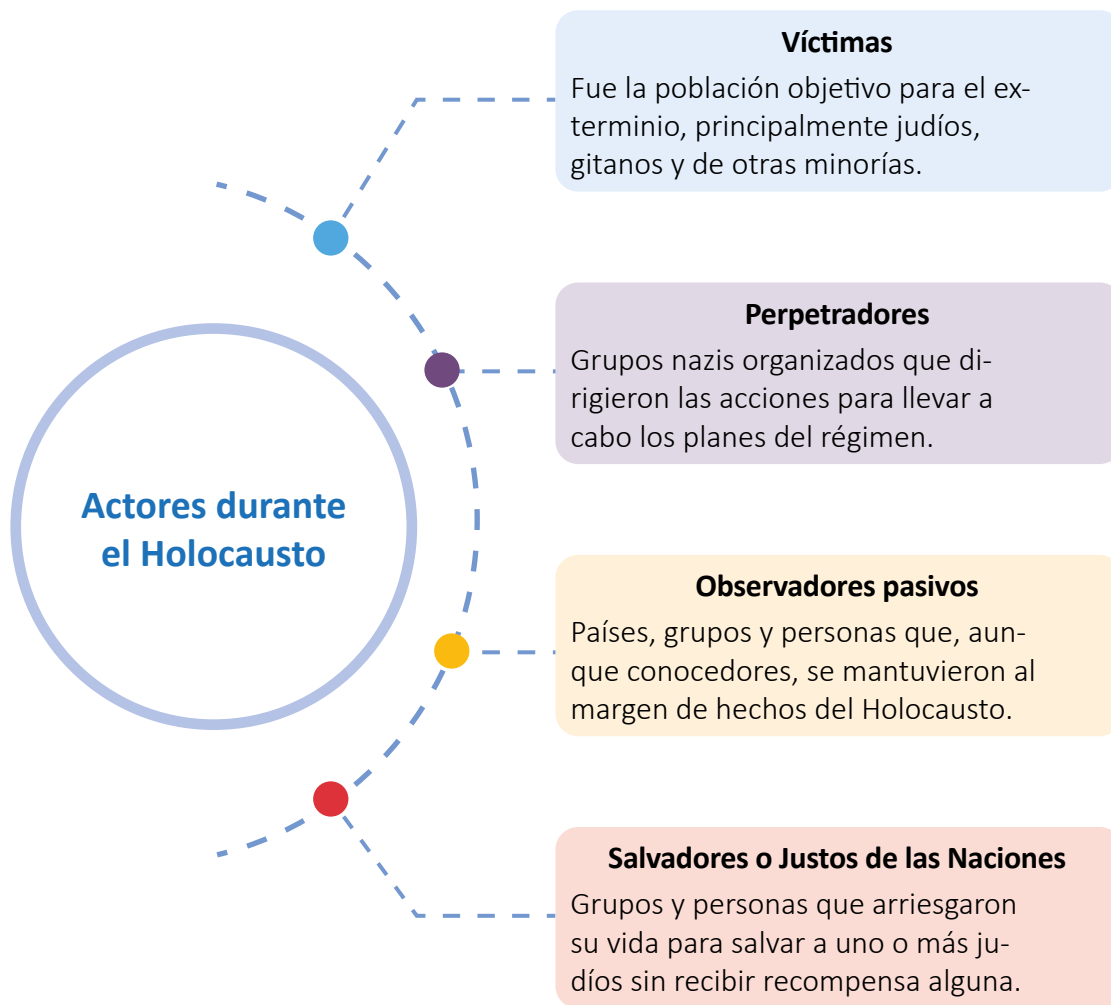 Víctimas
Fue la población objetivo para el ex-
terminio, principalmente judíos,
gitanos y de otras minorías.
Perpetradores
Grupos nazis organizados que di-
rigieron las acciones para llevar a
cabo los planes del régimen.
Actores durante
el Holocausto
Observadores pasivos
Países, grupos y personas que, aun-
que conocedores, se mantuvieron al
margen de hechos del Holocausto.
Salvadores o Justos de las Naciones
Grupos y personas que arriesgaron
su vida para salvar a uno o más ju-
díos sin recibir recompensa alguna.